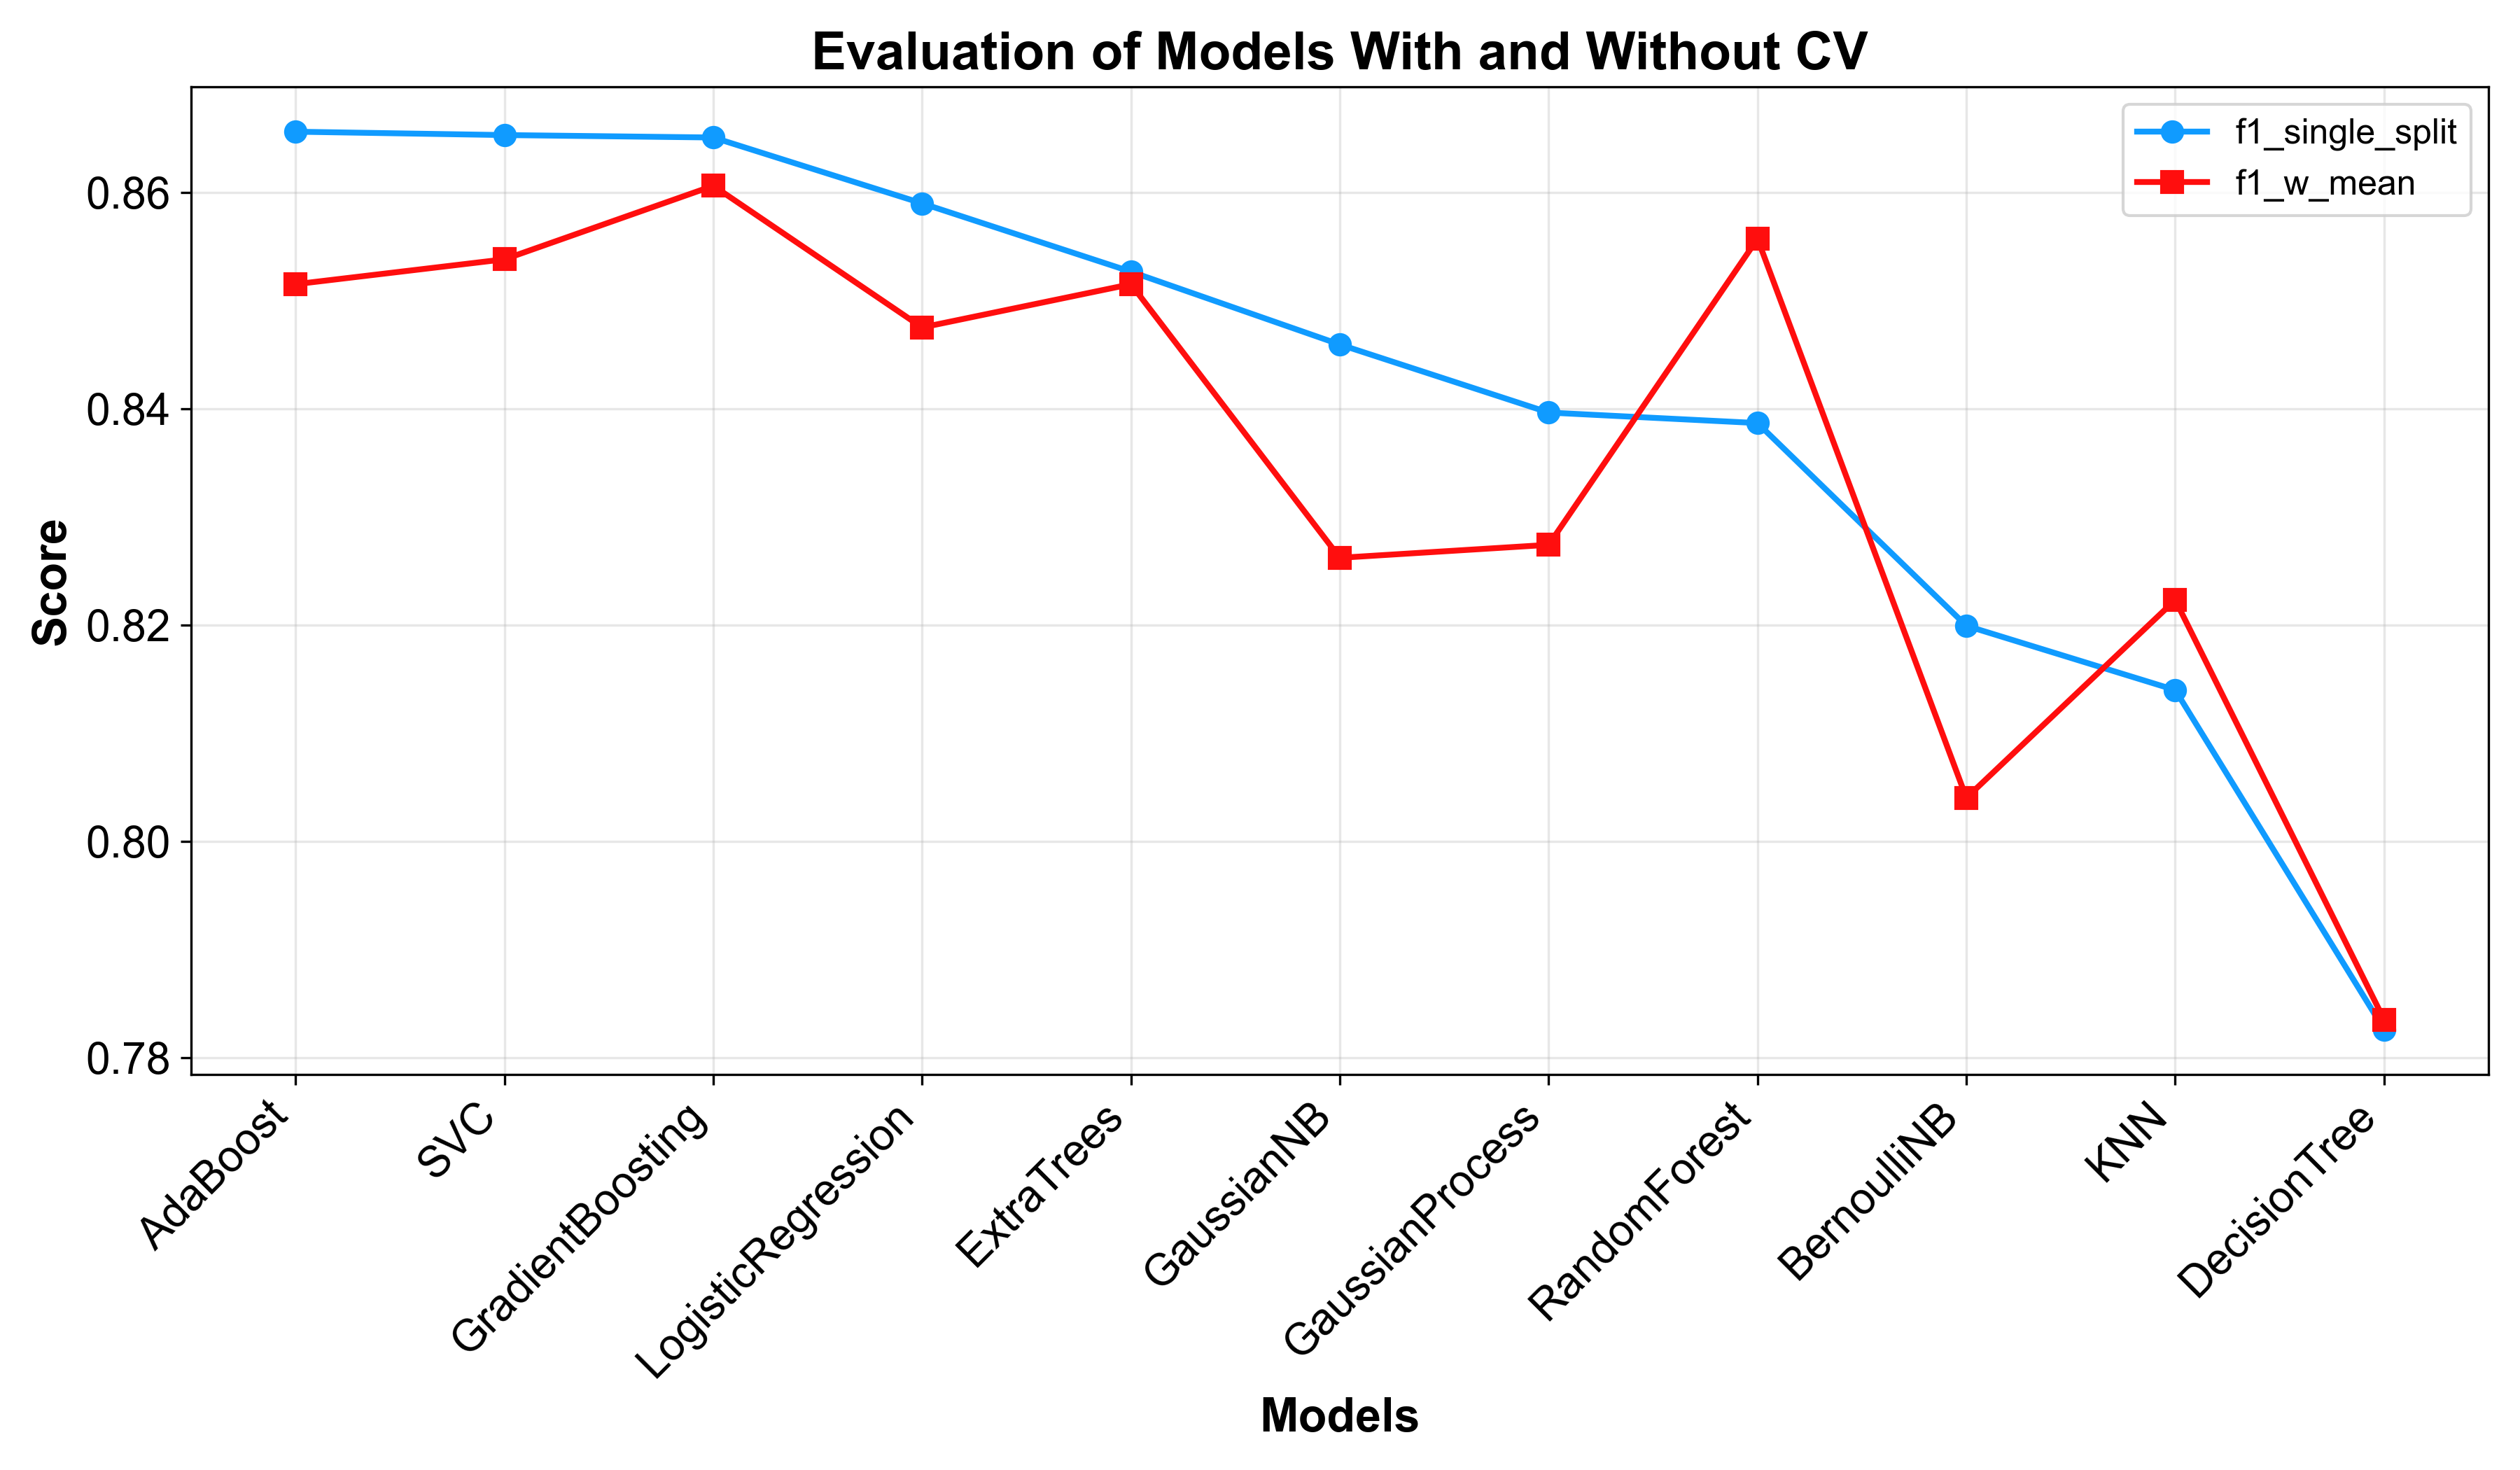 Evaluation of Models With and Without CV
f1_single_split
f1_w_mean
0.86
0.84
0.82
0.80
0.78
Score
AdaBoost
SVC
GradientBoosting
LogisticRegression
ExtraTrees
GaussianNB
GaussianProcess
RandomForest
BernoulliNB
KNN
DecisionTree
Models